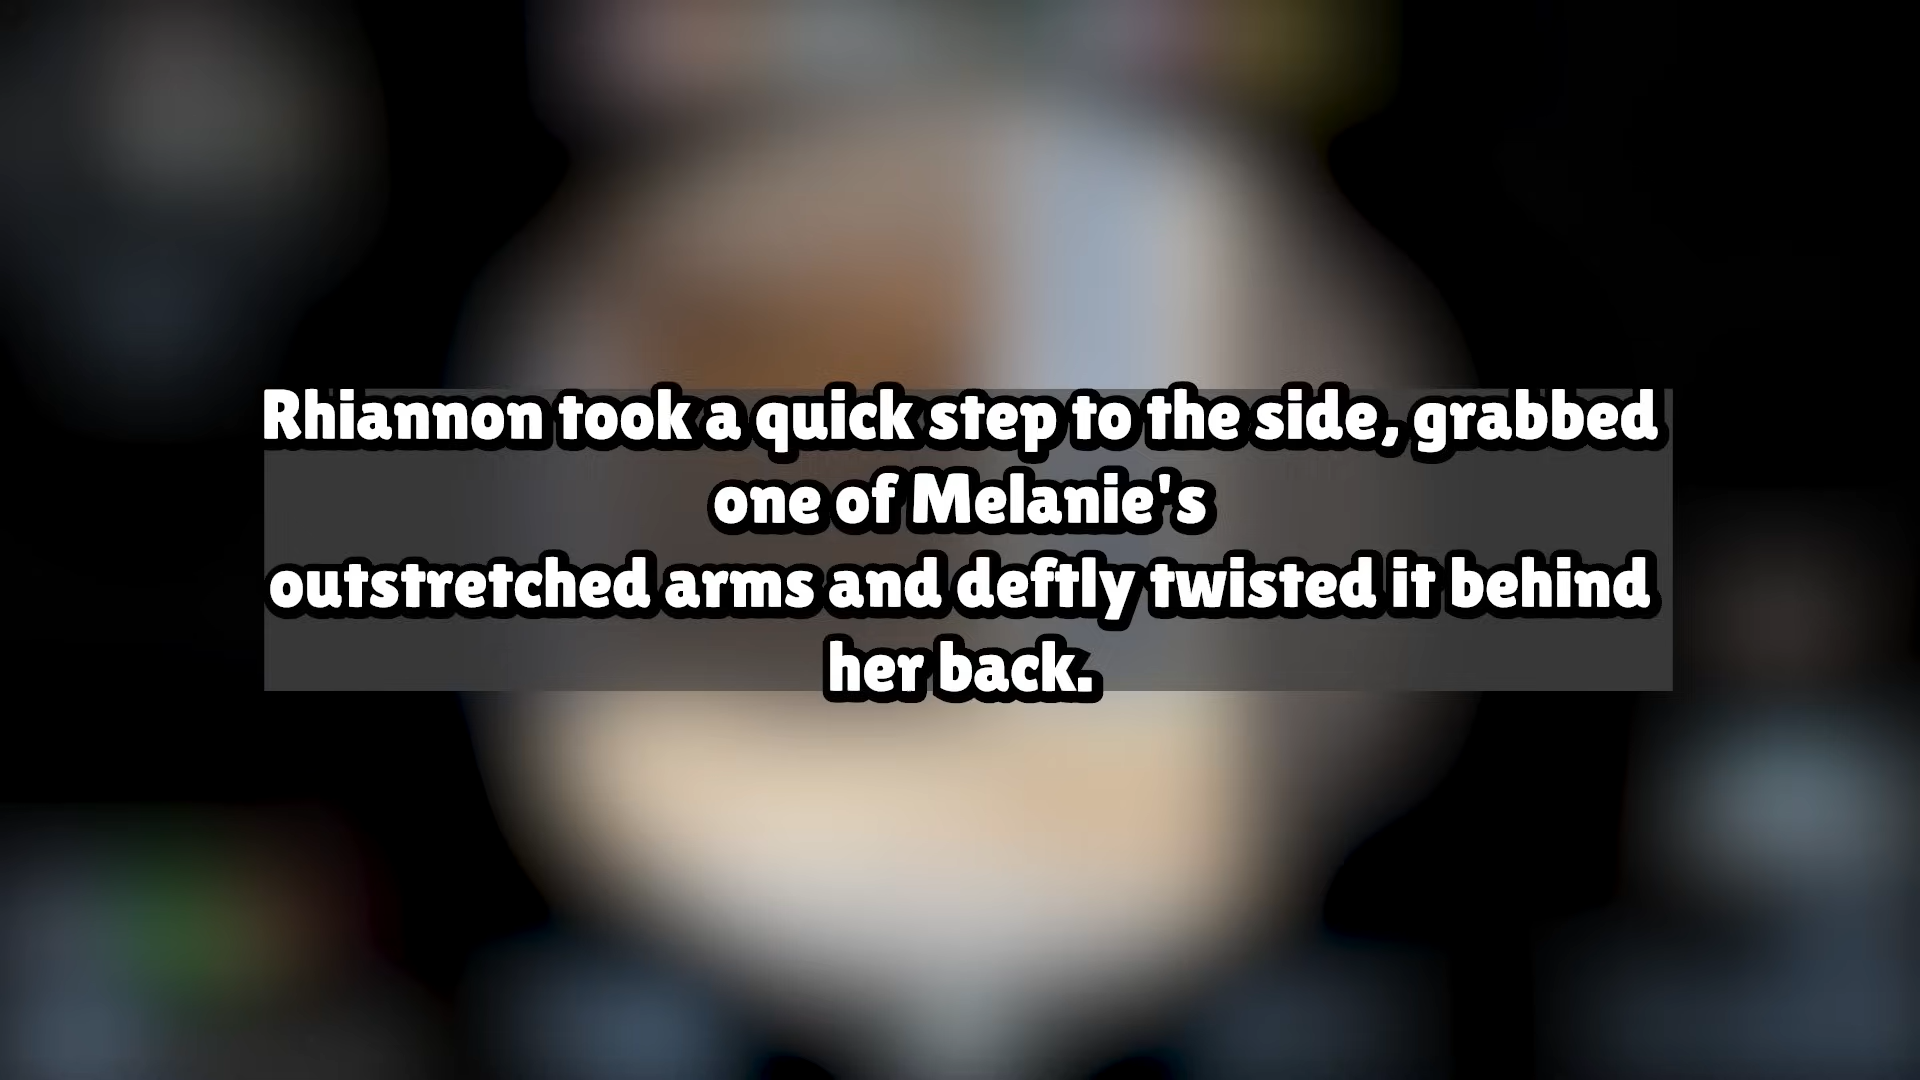 Rhiannon took a quick step to the side, grabbed
one of Melanie's
outstretched arms and deftly twisted it behind
her back.